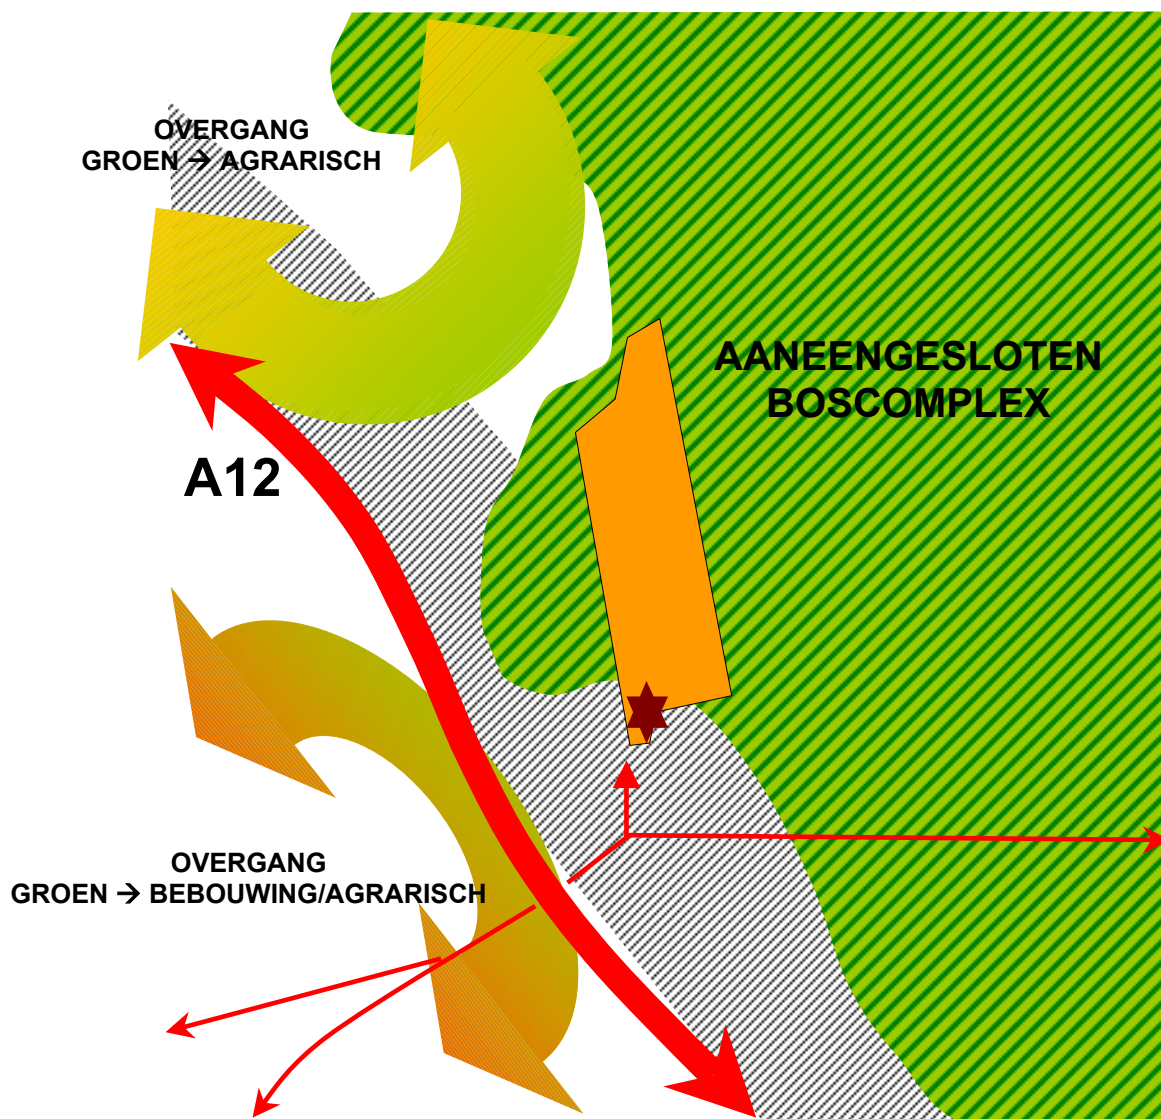 OVERGANG
GROEN → AGRARISCH
AANEENGESLOTEN
BOSCOMPLEX
A12
OVERGANG
GROEN → BEBOUWING/AGRARISCH